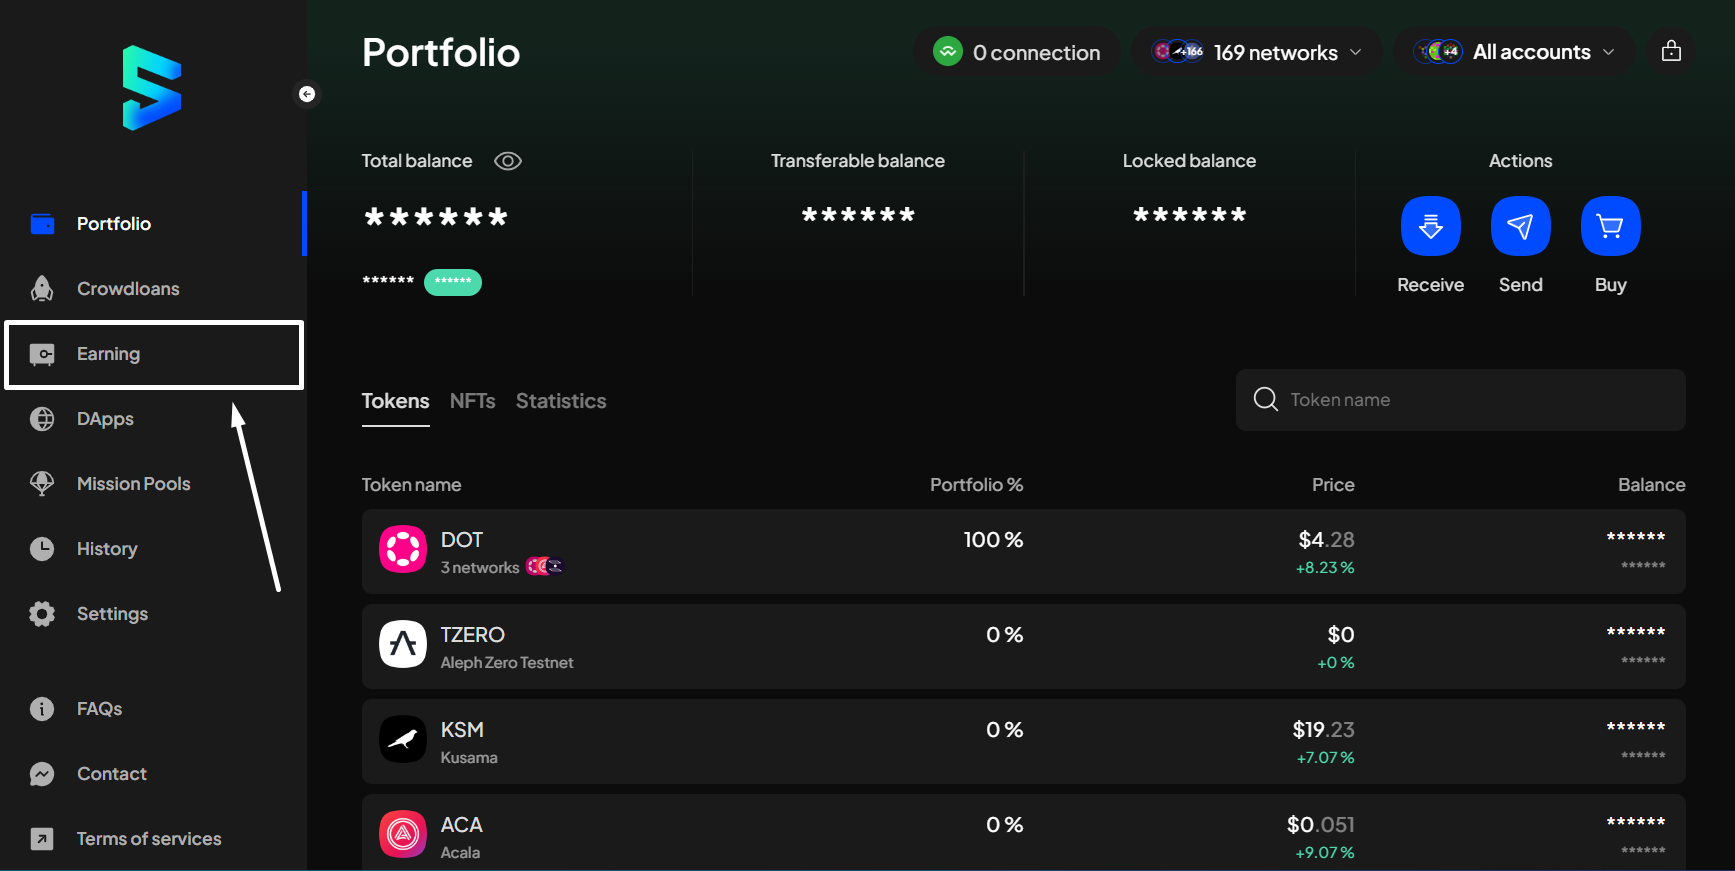 Portfolio
0 connection
+166
169 networks
+4
All accounts
Portfolio
Crowdloans
Earning
DApps
Mission Pools
History
Settings
FAQs
Contact
Terms of services
Total balance
******
****** ******
Transferable balance
******
Locked balance
******
Actions
Receive
Send
Buy
Tokens
NFTs
Statistics
Token name
Token name
Portfolio %
Price
Balance
DOT
3 networks
100 %
$4.28
+8.23 %
******
******
TZERO
Aleph Zero Testnet
0 %
$0
+0 %
******
******
KSM
Kusama
0 %
$19.23
+7.07 %
******
******
ACA
Acala
0 %
$0.051
+9.07 %
******
******